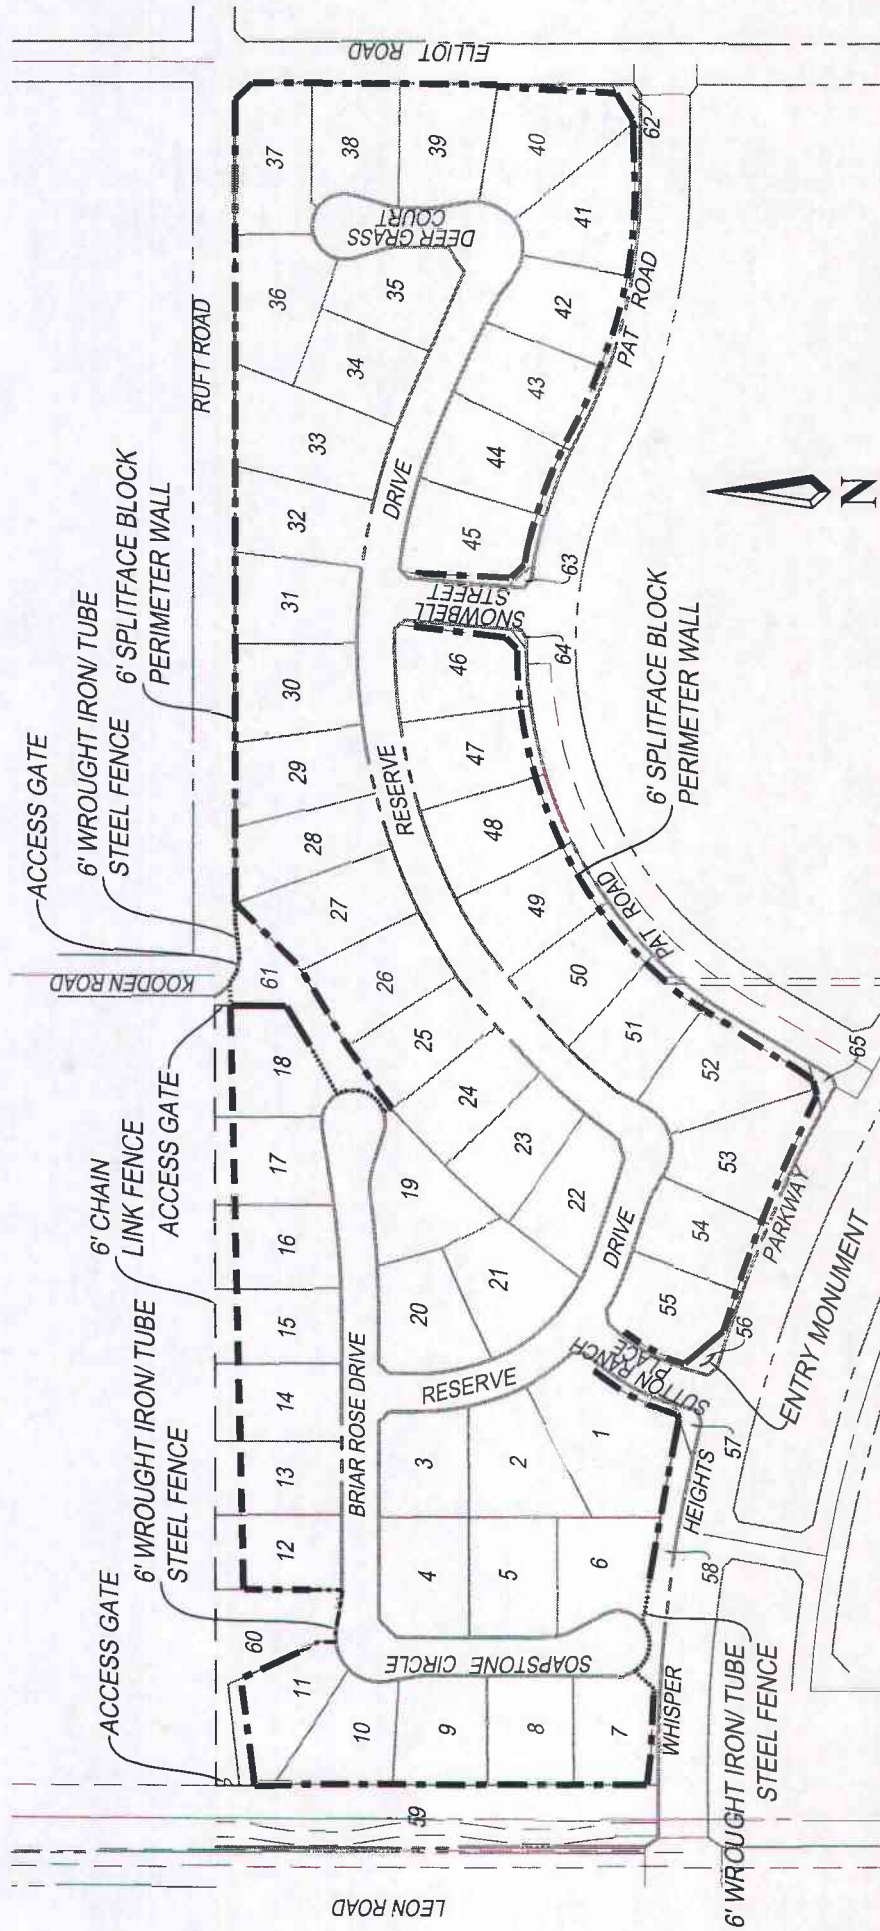 ACCESS GATE
6' WROUGHT IRON/ TUBE
STEEL FENCE
6' CHAIN
LINK FENCE
ACCESS GATE
ACCESS GATE
6' WROUGHT IRON/ TUBE
STEEL FENCE
6' SPLITFACE BLOCK
PERIMETER WALL
LEON ROAD
KOODEN ROAD
RUFT ROAD
ELLIOT ROAD
59
60
11
12
13
14
15
16
17
18
61
10
9
8
7
SOAPSTONE CIRCLE
BRIAR ROSE DRIVE
4
5
6
3
2
1
RESERVE
DRIVE
20
21
19
22
23
24
25
26
27
28
29
30
31
32
33
34
35
36
37
38
39
40
41
42
43
44
45
DEER GRASS
COURT
RESERVE
DRIVE
SNOWBELL
STREET
46
47
48
49
50
51
52
53
54
55
SUTTON RANCH
PLACE
WHISPER
HEIGHTS
PARKWAY
PAT ROAD
PAT ROAD
56
57
58
62
63
64
65
ENTRY MONUMENT
6' WROUGHT IRON/ TUBE
STEEL FENCE
6' SPLITFACE BLOCK
PERIMETER WALL
N